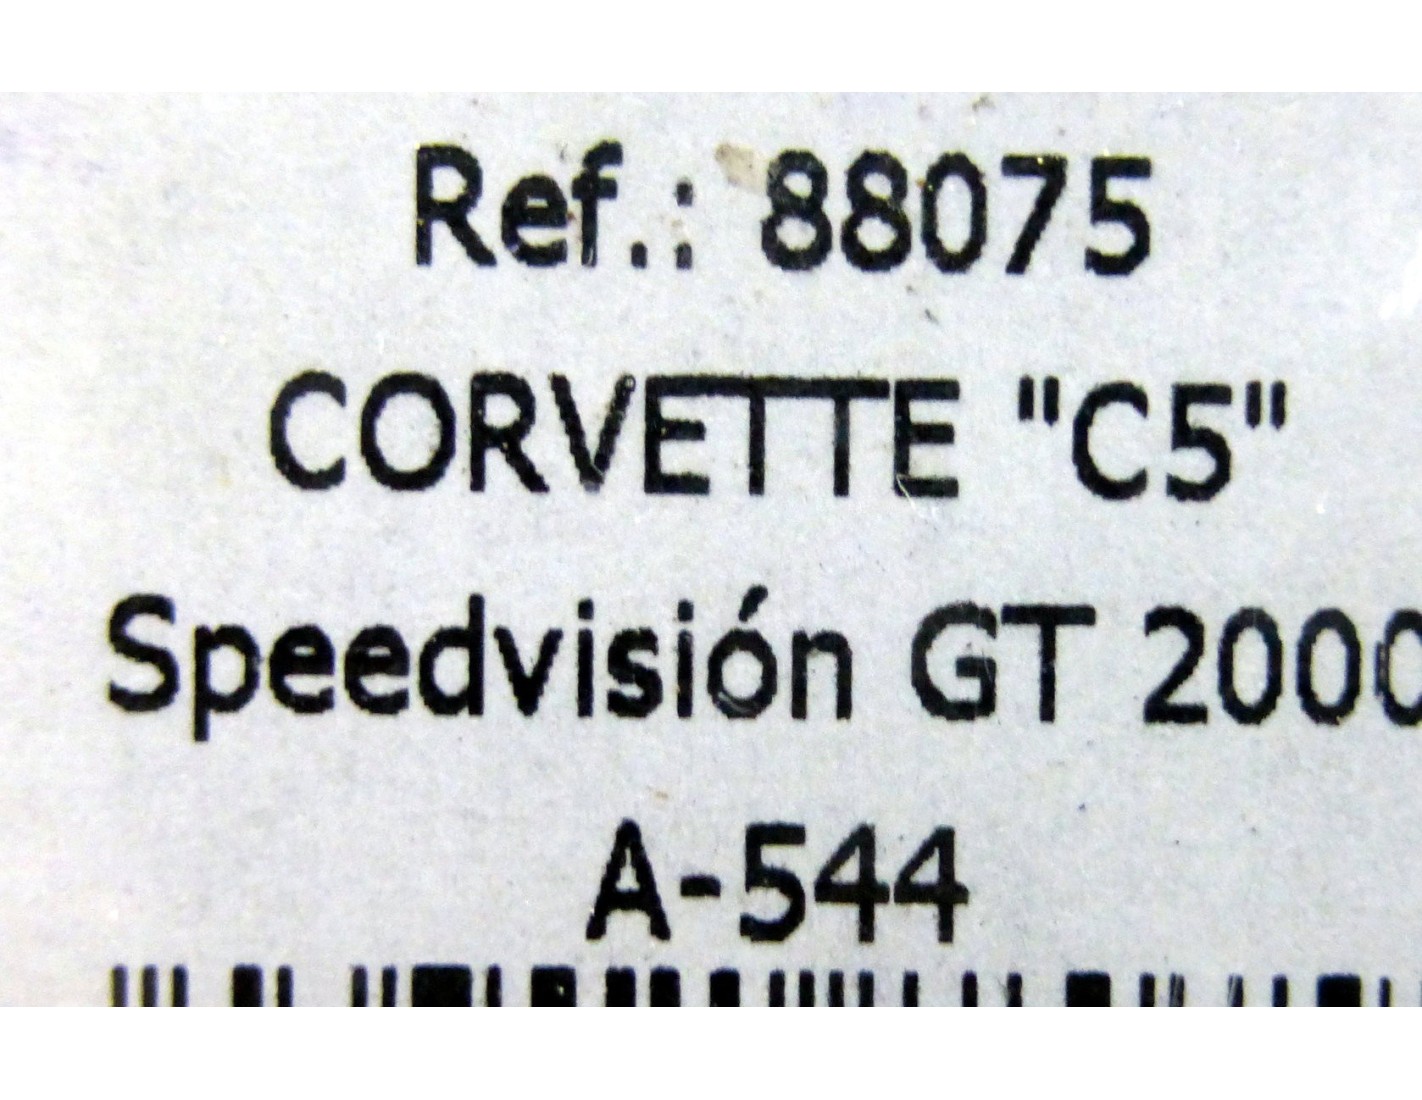 Ref.: 88075
CORVETTE "C5"
Speedvisión GT 2000
A-544